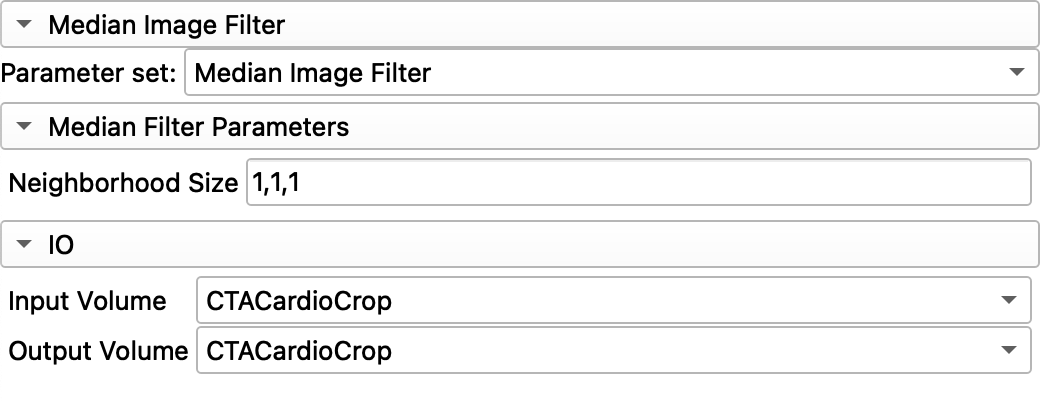 Median Image Filter
Parameter set: Median Image Filter
Median Filter Parameters
Neighborhood Size 1,1,1
IO
Input Volume CTACardioCrop
Output Volume CTACardioCrop